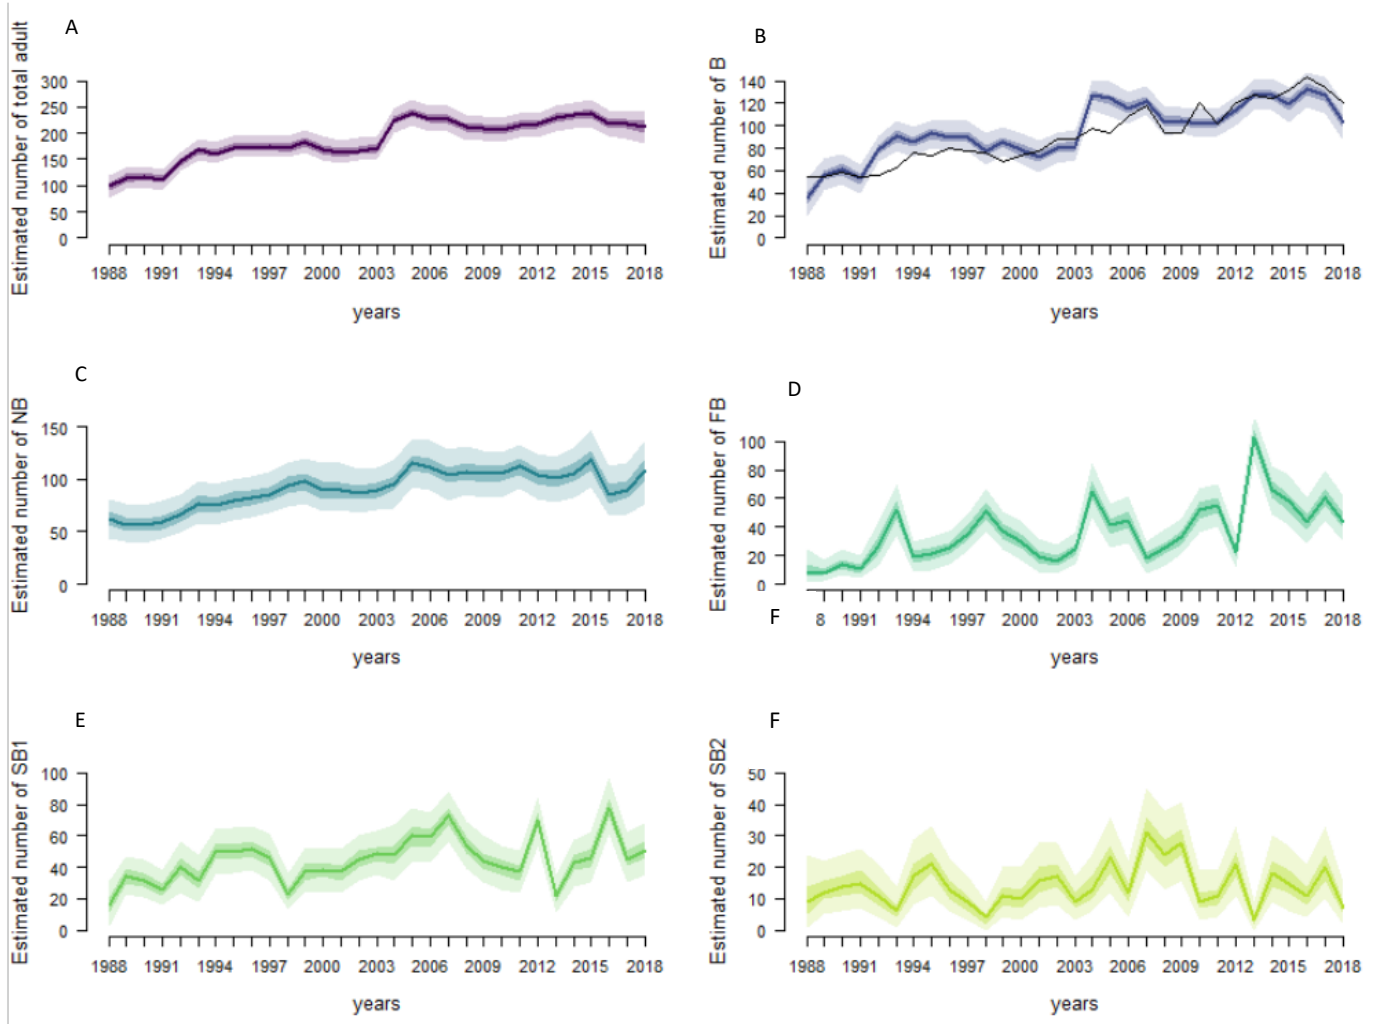 A
Estimated number of total adult
300
250
200
150
100
50
0
1988 1991 1994 1997 2000 2003 2006 2009 2012 2015 2018
years
B
Estimated number of B
140
120
100
80
60
40
20
0
1988 1991 1994 1997 2000 2003 2006 2009 2012 2015 2018
years
C
Estimated number of NB
150
100
50
0
1988 1991 1994 1997 2000 2003 2006 2009 2012 2015 2018
years
D
Estimated number of FB
100
80
60
40
20
0
F 8 1991 1994 1997 2000 2003 2006 2009 2012 2015 2018
years
E
Estimated number of SB1
100
80
60
40
20
0
1988 1991 1994 1997 2000 2003 2006 2009 2012 2015 2018
years
F
Estimated number of SB2
50
40
30
20
10
0
1988 1991 1994 1997 2000 2003 2006 2009 2012 2015 2018
years